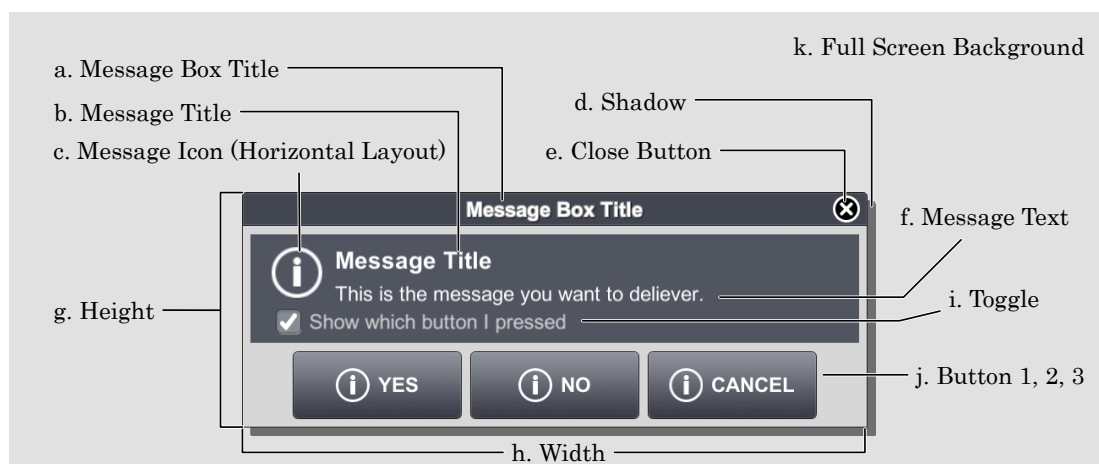 k. Full Screen Background
a. Message Box Title
d. Shadow
b. Message Title
c. Message Icon (Horizontal Layout)
e. Close Button
Message Box Title
f. Message Text
Message Title
This is the message you want to deliever.
i. Toggle
g. Height
Show which button I pressed
YES
NO
CANCEL
j. Button 1, 2, 3
h. Width